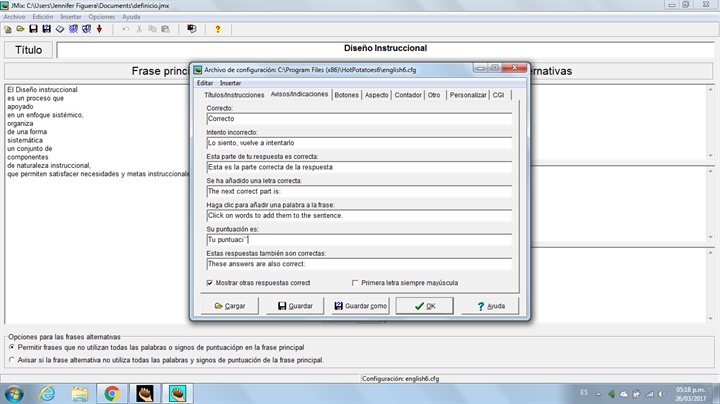 JMix: C:\Users\Jennifer Figuera\Documents\definicio.jmx
Archivo Edición Insertar Opciones Ayuda
Título
Diseño Instruccional
Frase princ
ernativas
El Diseño instruccional
es un proceso que
apoyado
en un enfoque sistémico,
organiza
de una forma
sistemática
un conjunto de
componentes
de naturaleza instruccional,
que permiten satisfacer necesidades y metas instruccionale
Archivo de configuración: C:\Program Files (x86)\HotPotatoes6\english6.cfg
Editar Insertar
Títulos/Instrucciones Avisos/Indicaciones Botones Aspecto Contador Otro Personalizar CGI
Correcto:
Correcto
Intento incorrecto:
Lo siento, vuelve a intentarlo
Esta parte de tu respuesta es correcta:
Esta es la parte correcta de la respuesta
Se ha añadido una letra correcta:
The next correct part is:
Haga clic para añadir una palabra a la frase:
Click on words to add them to the sentence.
Su puntuación es:
Tu puntuaci´´
Estas respuestas también son correctas:
These answers are also correct:
Mostrar otras respuestas correct
Primera letra siempre mayúscula
Cargar Guardar Guardar como OK Ayuda
Opciones para las frases alternativas
Permitir frases que no utilizan todas las palabras o signos de puntuaciópn en la frase principal
Avisar si la frase alternativa no utiliza todas las palabras y signos de puntuación de la frase principal.
Configuración: english6.cfg
ES
05:18 p.m.
26/03/2017